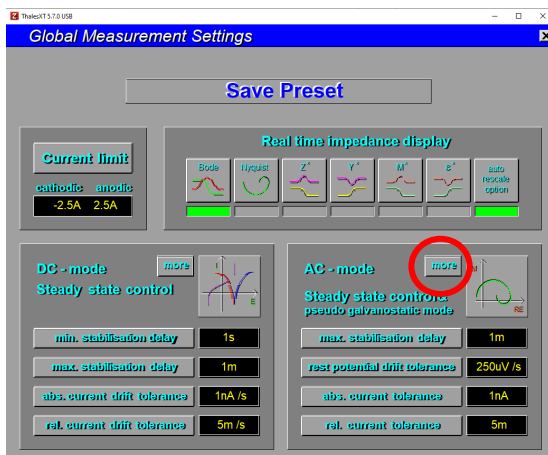 ThalesXT 5.7.0 USB
Global Measurement Settings
Save Preset
Current limit
cathodic anodic
-2.5A 2.5A
Real time impedance display
Bode
Nyquist
Z*
Y*
M*
ε*
auto
rescale
option
DC - mode
more
Steady state control
I
E
min. stabilisation delay
1s
max. stabilisation delay
1m
abs. current drift tolerance
1nA /s
rel. current drift tolerance
5m /s
AC - mode
more
Steady state control&
pseudo galvanostatic mode
RE
max. stabilisation delay
1m
rest potential drift tolerance
250uV /s
abs. current tolerance
1nA
rel. current tolerance
5m